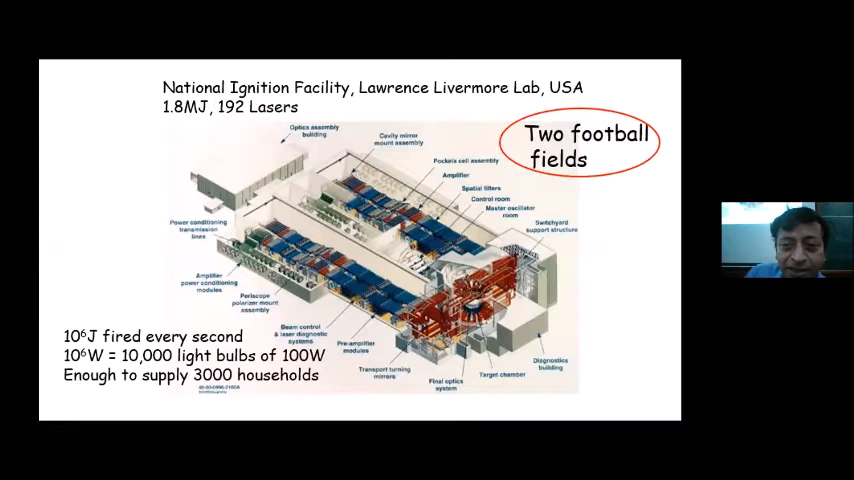 National Ignition Facility, Lawrence Livermore Lab, USA
1.8MJ, 192 Lasers
Two football
fields
Optics assembly
building
Cavity mirror
mount assembly
Pockels cell assembly
Amplifier
Spatial filters
Control room
Master oscillator
room
Switchyard
support structure
Power conditioning
transmission
lines
Amplifier
power conditioning
modules
Periscope
polarizer mount
assembly
Beam control
& laser diagnostic
systems
Pre-amplifier
modules
Transport turning
mirrors
Final optics
system
Target chamber
Diagnostics
building
10⁶J fired every second
10⁶W = 10,000 light bulbs of 100W
Enough to supply 3000 households